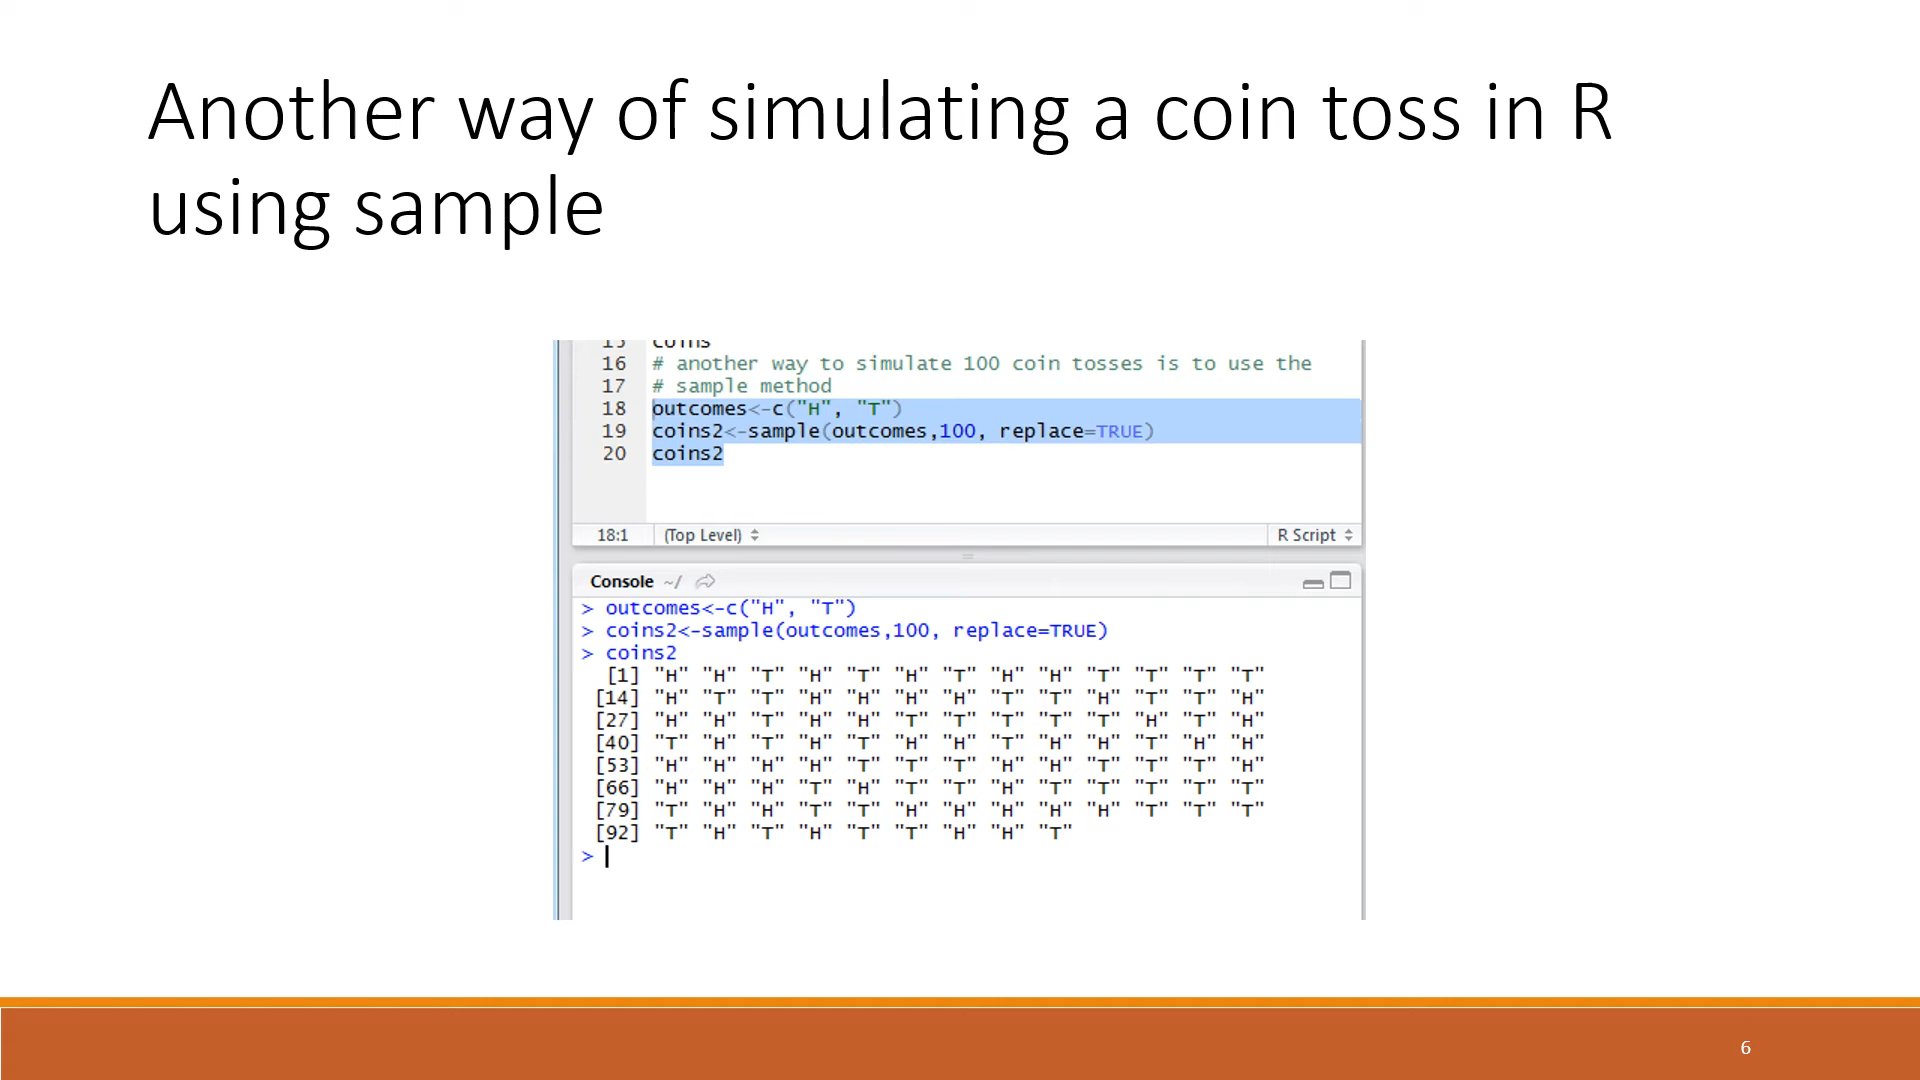 Another way of simulating a coin toss in R
using sample
15 coins
16 # another way to simulate 100 coin tosses is to use the
17 # sample method
18 outcomes<-c("H", "T")
19 coins2<-sample(outcomes,100, replace=TRUE)
20 coins2
18:1 (Top Level) R Script
Console ~/
> outcomes<-c("H", "T")
> coins2<-sample(outcomes,100, replace=TRUE)
> coins2
[1] "H" "H" "T" "H" "T" "H" "T" "H" "H" "T" "T" "T" "T"
[14] "H" "T" "T" "H" "H" "H" "H" "T" "T" "H" "T" "T" "H"
[27] "H" "H" "T" "H" "H" "T" "T" "T" "T" "T" "H" "T" "H"
[40] "T" "H" "T" "H" "T" "H" "H" "T" "H" "H" "T" "H" "H"
[53] "H" "H" "H" "H" "T" "T" "T" "H" "H" "T" "T" "T" "H"
[66] "H" "H" "H" "T" "H" "T" "T" "H" "T" "T" "T" "T" "T"
[79] "T" "H" "H" "T" "T" "H" "H" "H" "H" "H" "T" "T" "T"
[92] "T" "H" "T" "H" "T" "T" "H" "H" "T"
>
6